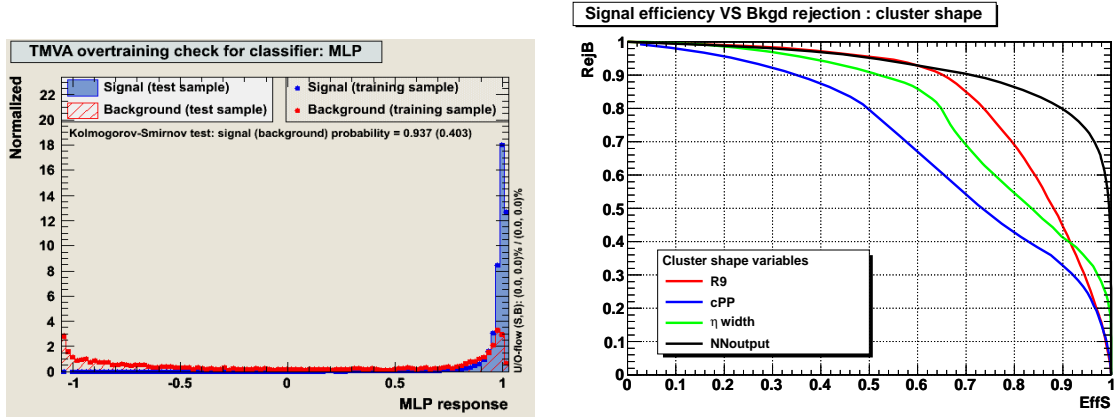 TMVA overtraining check for classifier: MLP
Normalized
22
20
18
16
14
12
10
8
6
4
2
0
Signal (test sample)
Background (test sample)
Signal (training sample)
Background (training sample)
Kolmogorov-Smirnov test: signal (background) probability = 0.937 (0.403)
U/O-flow (S,B): (0.0, 0.0)% / (0.0, 0.0)%
-1 -0.5 0 0.5 1
MLP response
Signal efficiency VS Bkgd rejection : cluster shape
RejB
1
0.9
0.8
0.7
0.6
0.5
0.4
0.3
0.2
0.1
0
Cluster shape variables
R9
cPP
η width
NNoutput
0 0.1 0.2 0.3 0.4 0.5 0.6 0.7 0.8 0.9 1
EffS